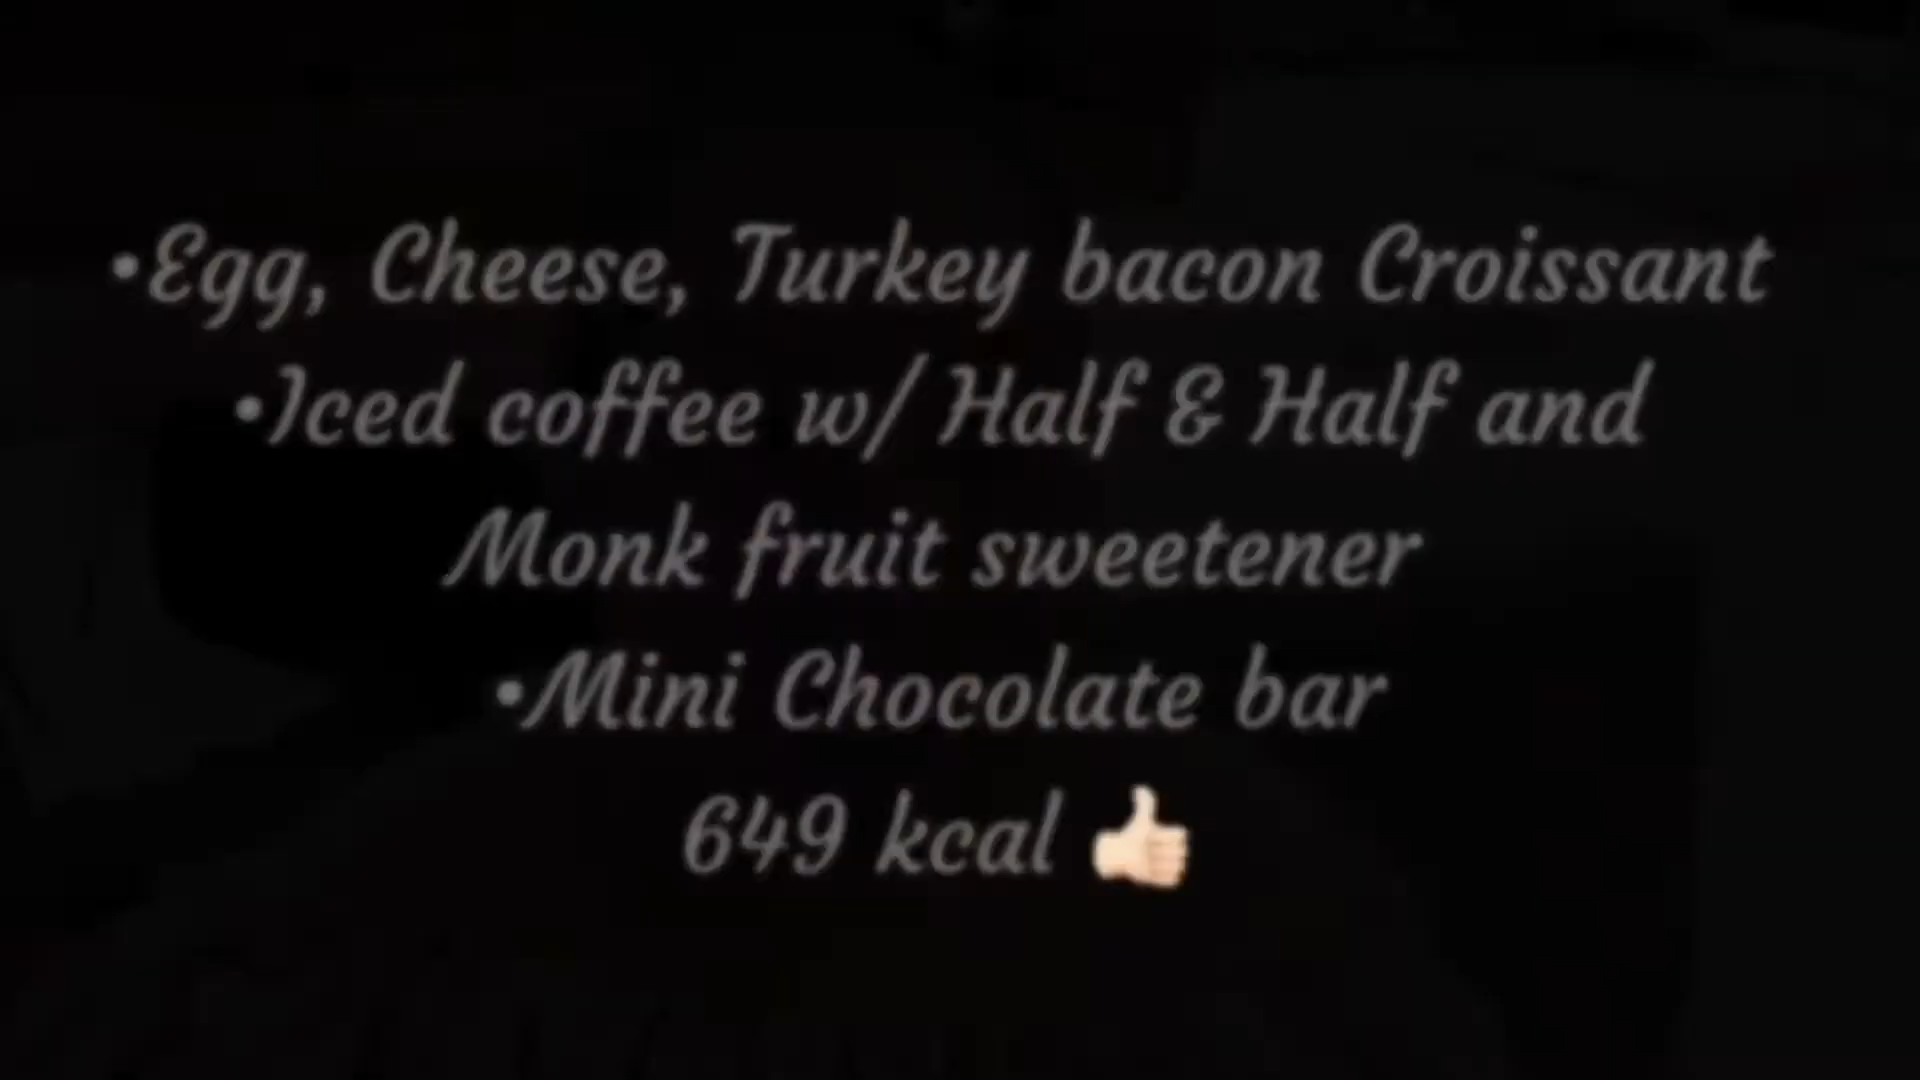 •Egg, Cheese, Turkey bacon Croissant
•Iced coffee w/ Half & Half and
Monk fruit sweetener
•Mini Chocolate bar
649 kcal 👍🏻